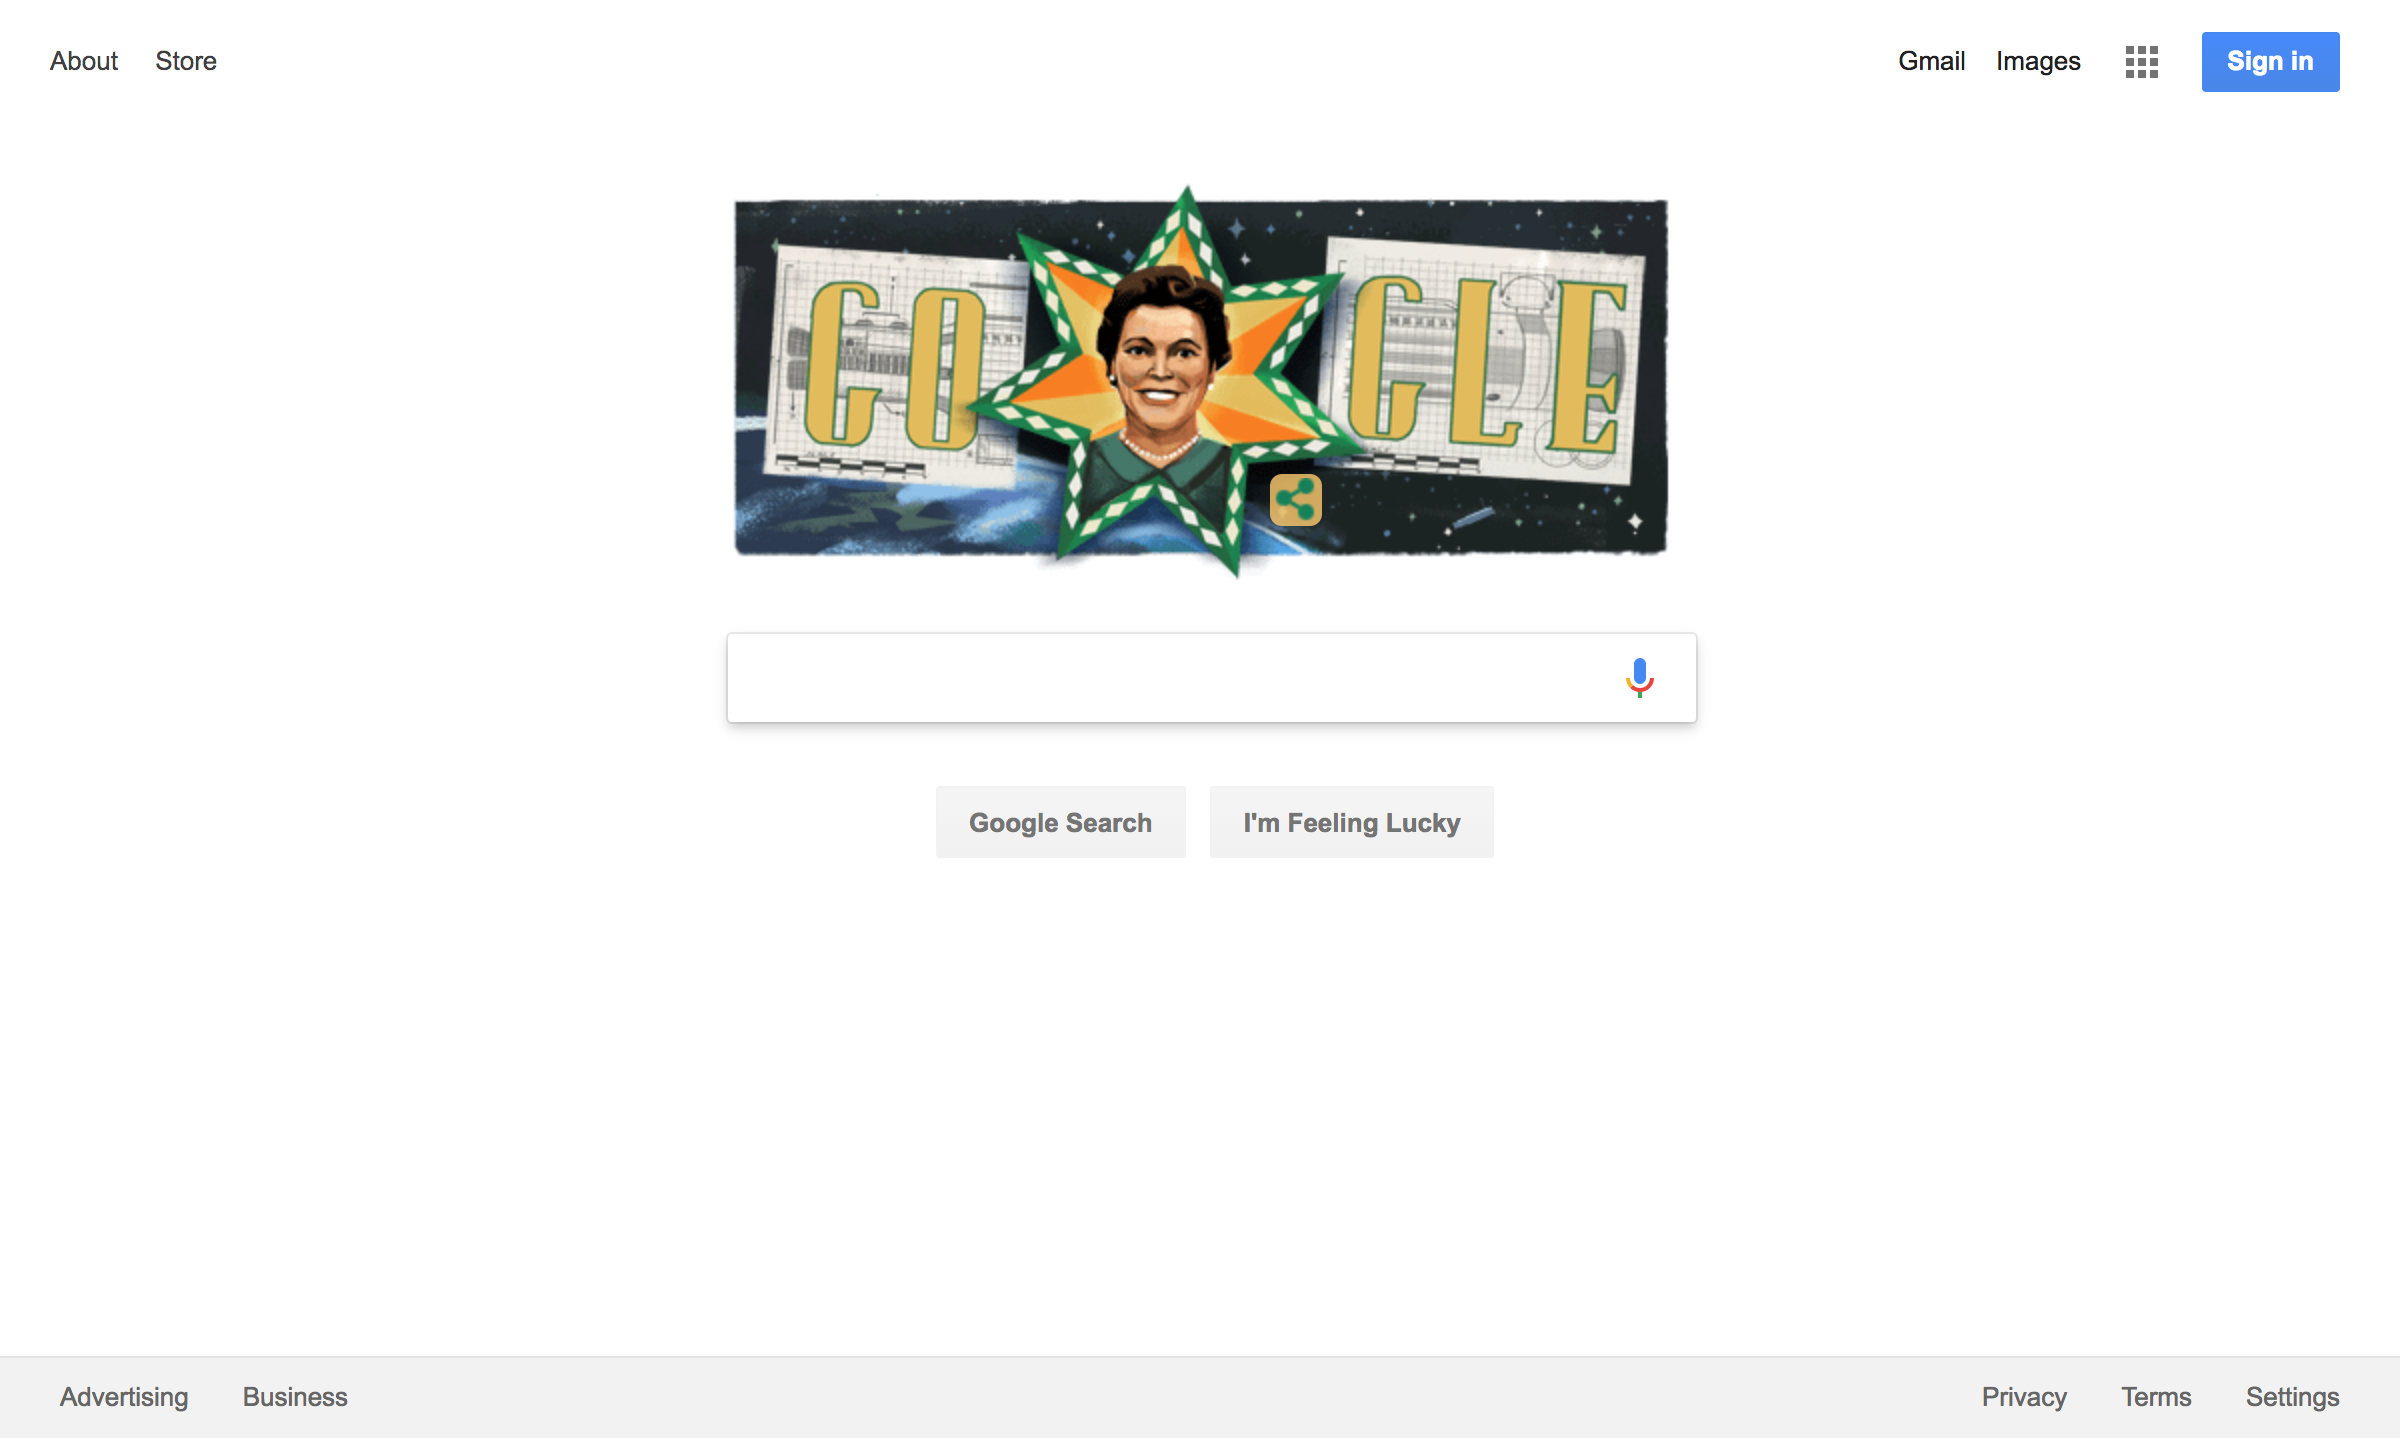 About Store Gmail Images Sign in
GO GLE
Google Search I'm Feeling Lucky
Advertising Business Privacy Terms Settings